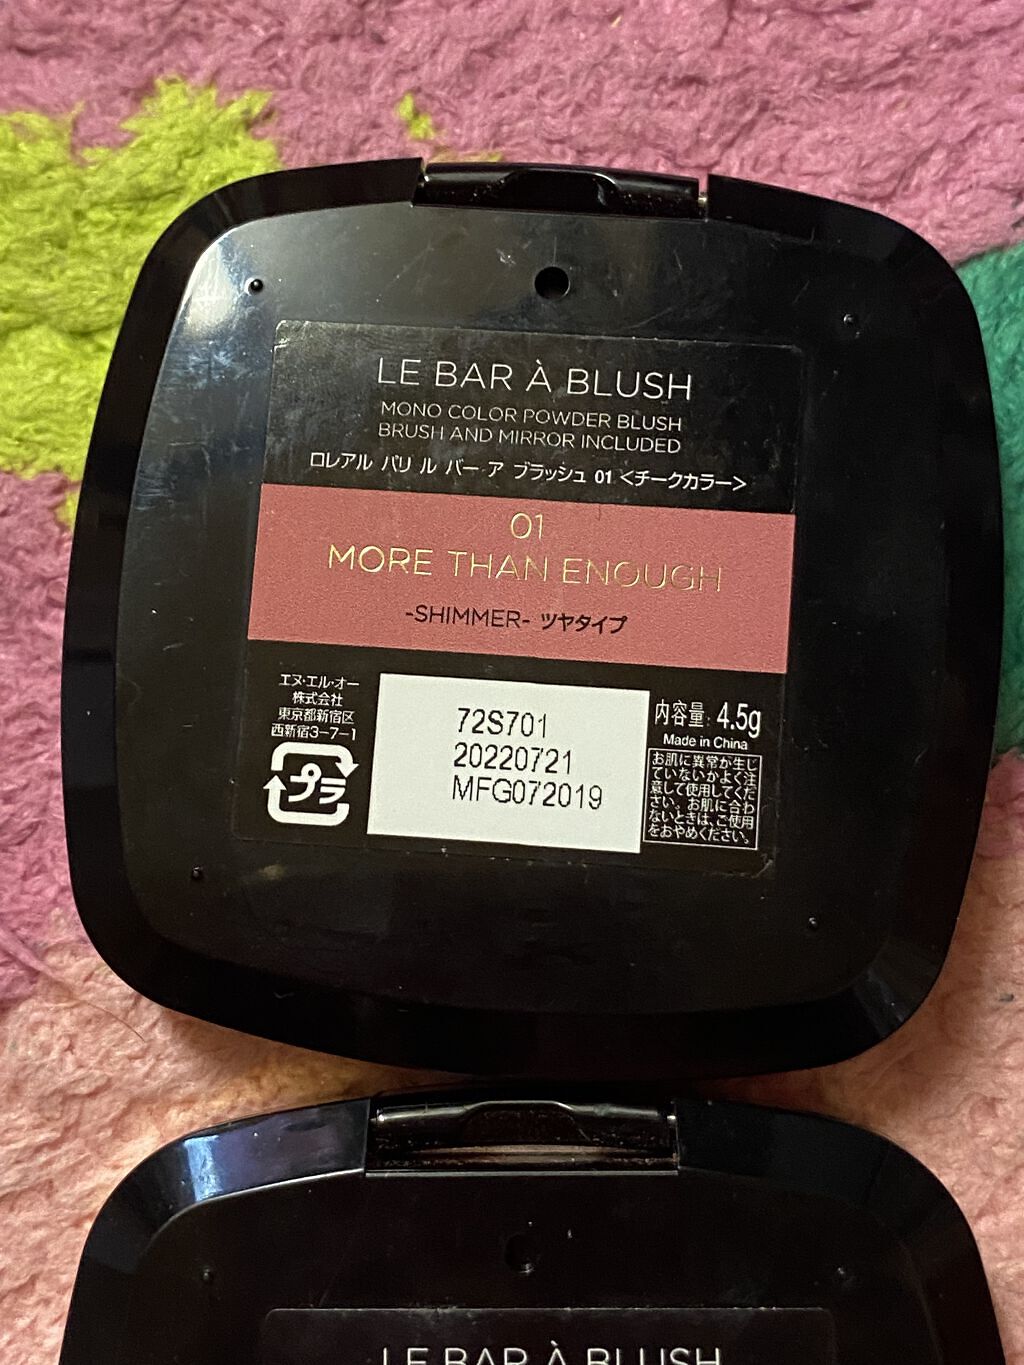 LE BAR À BLUSH
MONO COLOR POWDER BLUSH
BRUSH AND MIRROR INCLUDED
ロレアル パリ ル バー ア ブラッシュ 01 <チークカラー>
01
MORE THAN ENOUGH
-SHIMMER- ツヤタイプ
エヌ・エル・オー
株式会社
東京都新宿区
西新宿3-7-1
プラ
72S701
20220721
MFG072019
内容量: 4.5g
Made in China
お肌に異常が生じ
ていないかよく注
意して使用してくだ
さい。お肌に合わ
ないときは、ご使用
をおやめください。
LE BAR À BLUSH